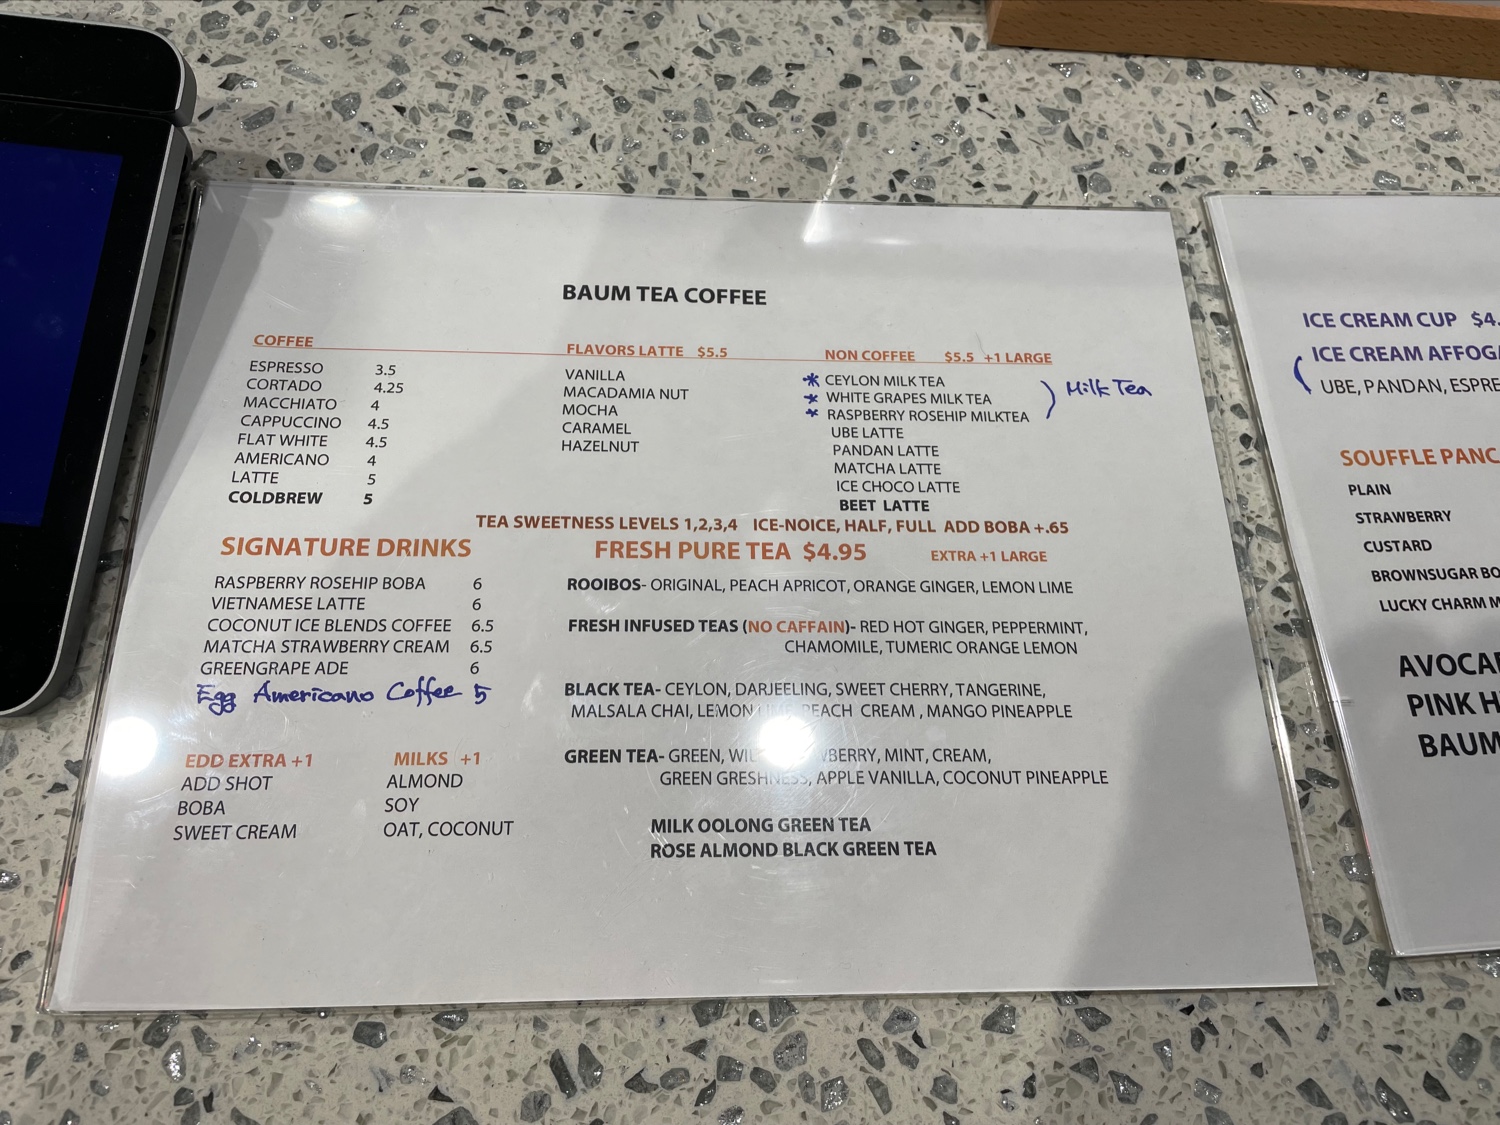 BAUM TEA COFFEE
COFFEE
ESPRESSO 3.5
CORTADO 4.25
MACCHIATO 4
CAPPUCCINO 4.5
FLAT WHITE 4.5
AMERICANO 4
LATTE 5
COLDBREW 5
FLAVORS LATTE $5.5
VANILLA
MACADAMIA NUT
MOCHA
CARAMEL
HAZELNUT
NON COFFEE $5.5 +1 LARGE
* CEYLON MILK TEA
* WHITE GRAPES MILK TEA
* RASPBERRY ROSEHIP MILKTEA
Milk Tea
UBE LATTE
PANDAN LATTE
MATCHA LATTE
ICE CHOCO LATTE
BEET LATTE
TEA SWEETNESS LEVELS 1,2,3,4 ICE-NOICE, HALF, FULL ADD BOBA +.65
SIGNATURE DRINKS
RASPBERRY ROSEHIP BOBA 6
VIETNAMESE LATTE 6
COCONUT ICE BLENDS COFFEE 6.5
MATCHA STRAWBERRY CREAM 6.5
GREENGRAPE ADE 6
Egg Americano Coffee 5
EDD EXTRA +1
ADD SHOT
BOBA
SWEET CREAM
MILKS +1
ALMOND
SOY
OAT, COCONUT
FRESH PURE TEA $4.95 EXTRA +1 LARGE
ROOIBOS- ORIGINAL, PEACH APRICOT, ORANGE GINGER, LEMON LIME
FRESH INFUSED TEAS (NO CAFFAIN)- RED HOT GINGER, PEPPERMINT,
CHAMOMILE, TUMERIC ORANGE LEMON
BLACK TEA- CEYLON, DARJEELING, SWEET CHERRY, TANGERINE,
MALSALA CHAI, LEMON LIME, PEACH CREAM , MANGO PINEAPPLE
GREEN TEA- GREEN, MINT, CREAM,
GREEN GRESHNESS, APPLE VANILLA, COCONUT PINEAPPLE
MILK OOLONG GREEN TEA
ROSE ALMOND BLACK GREEN TEA
ICE CREAM CUP $4.
ICE CREAM
UBE, PANDAN,
SOUFFLE
PLAIN
STRAWBERRY
CUSTARD
BROWNSUGAR
LUCKY CHARM
PINK
BAUM